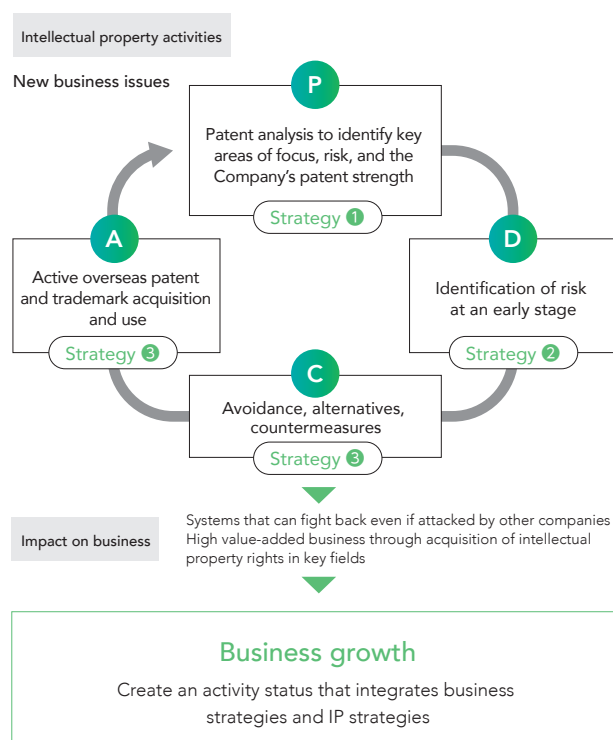 Intellectual property activities
New business issues
P
Patent analysis to identify key
areas of focus, risk, and the
Company’s patent strength
Strategy ❶
A
Active overseas patent
and trademark acquisition
and use
Strategy ❸
D
Identification of risk
at an early stage
Strategy ❷
C
Avoidance, alternatives,
countermeasures
Strategy ❸
Impact on business
Systems that can fight back even if attacked by other companies
High value-added business through acquisition of intellectual
property rights in key fields
Business growth
Create an activity status that integrates business
strategies and IP strategies